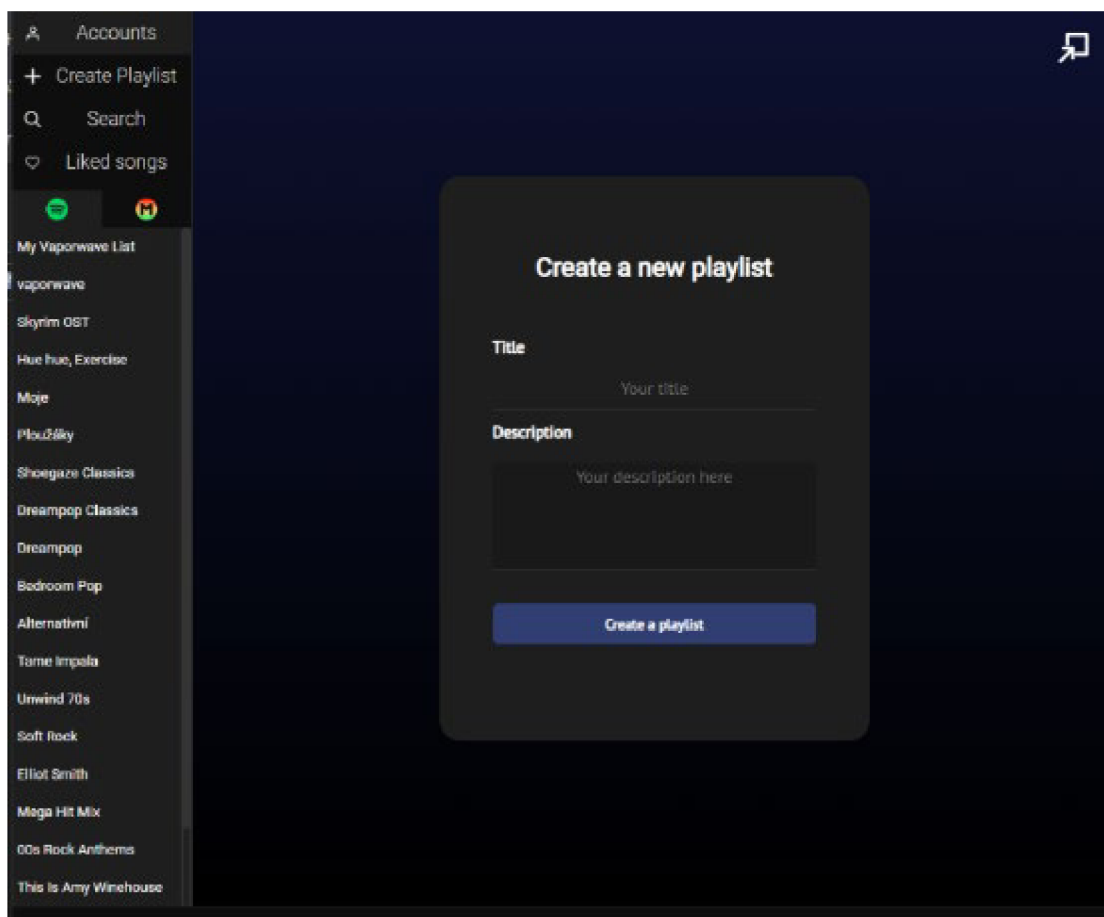 Accounts
Create Playlist
Search
Liked songs
M
My Vaporwave List
vaporwave
Skyrim OST
Hue hue, Exercise
Moje
Ploužáky
Shoegaze Classics
Dreampop Classics
Dreampop
Bedroom Pop
Alternativní
Tame Impala
Unwind 70s
Soft Rock
Elliot Smith
Mega Hit Mix
00s Rock Anthems
This Is Amy Winehouse
Create a new playlist
Title
Your title
Description
Your description here
Create a playlist